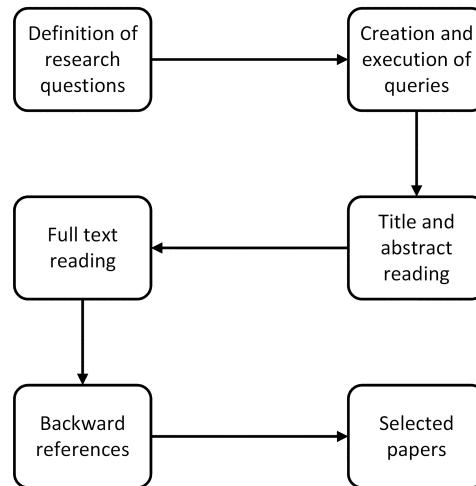 Definition of
research
questions
Creation and
execution of
queries
Title and
abstract
reading
Full text
reading
Backward
references
Selected
papers